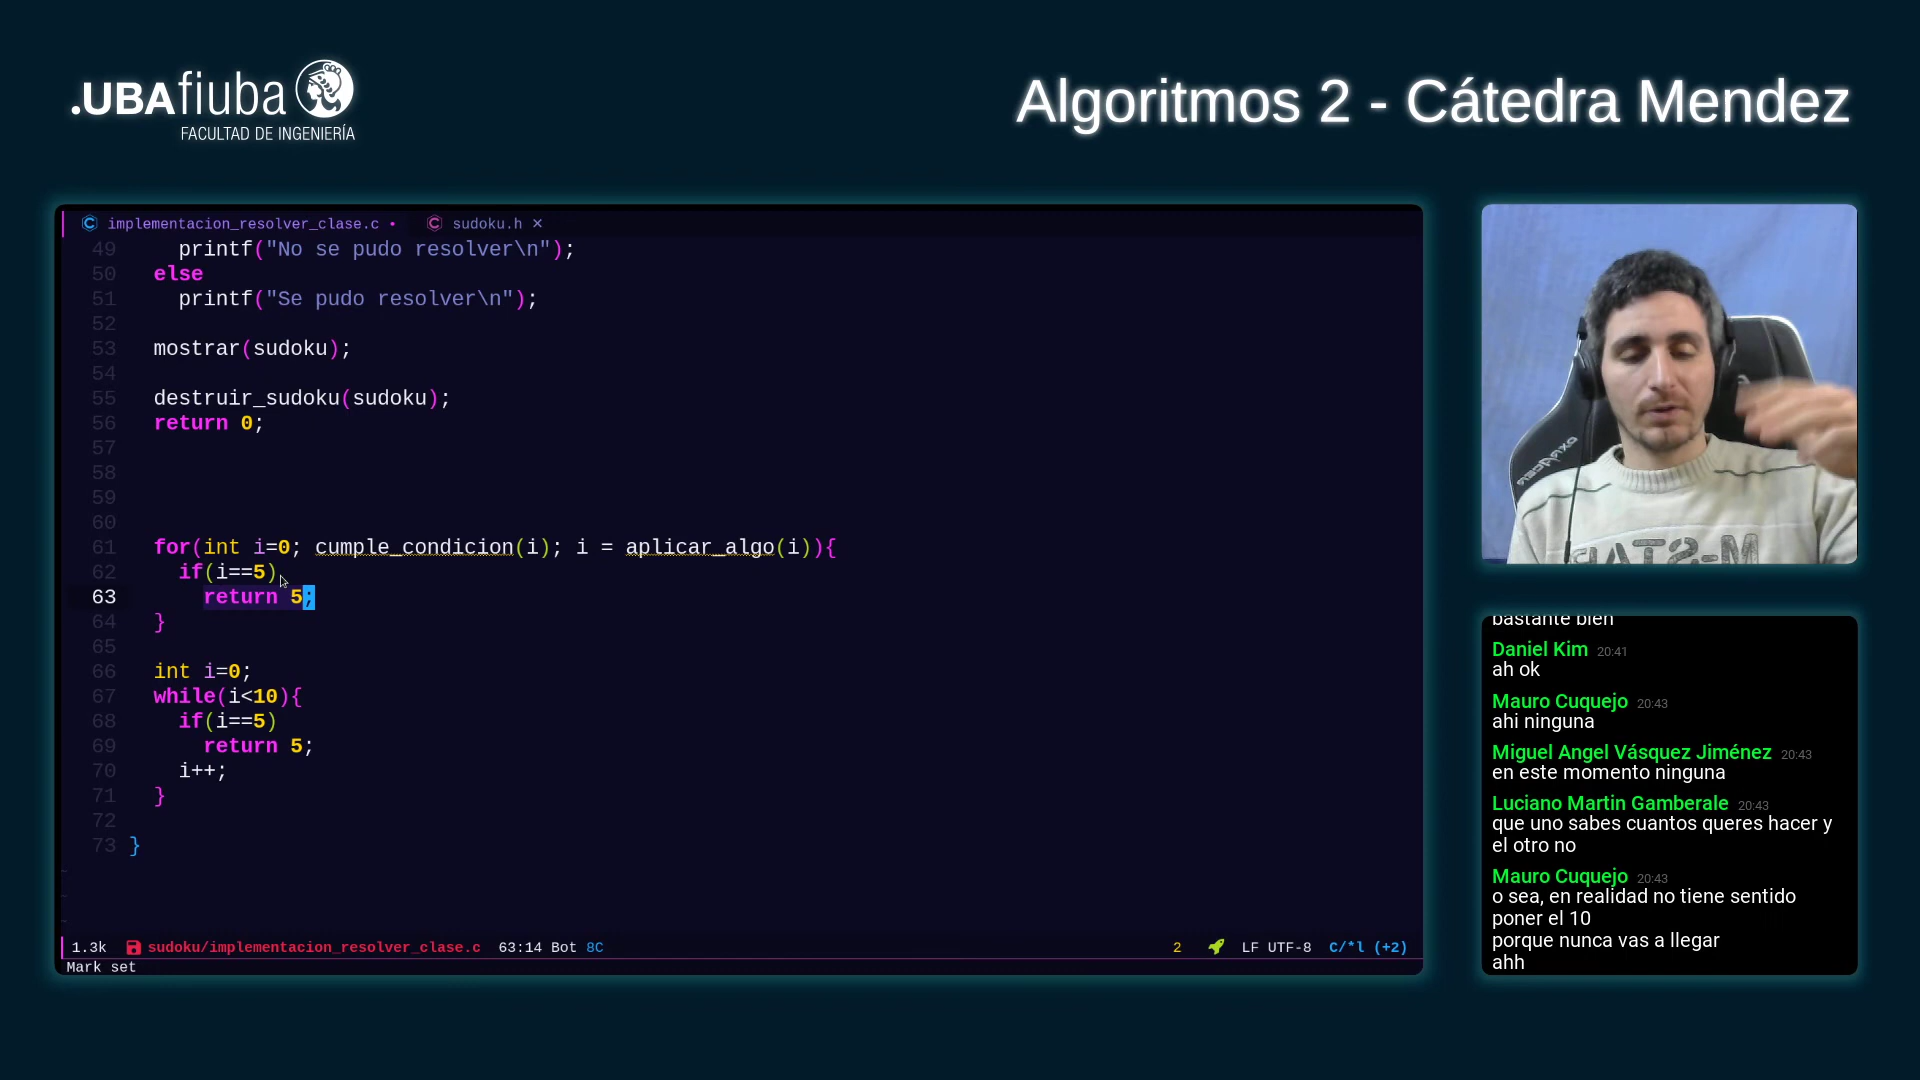 .UBAfiuba
FACULTAD DE INGENIERÍA
Algoritmos 2 - Cátedra Mendez
implementacion_resolver_clase.c • sudoku.h ×
49 printf("No se pudo resolver\n");
50 else
51 printf("Se pudo resolver\n");
52
53 mostrar(sudoku);
54
55 destruir_sudoku(sudoku);
56 return 0;
57
58
59
60
61 for(int i=0; cumple_condicion(i); i = aplicar_algo(i)){
62 if(i==5)
63 return 5;
64 }
65
66 int i=0;
67 while(i<10){
68 if(i==5)
69 return 5;
70 i++;
71 }
72
73 }
~
~
~
1.3k sudoku/implementacion_resolver_clase.c 63:14 Bot 8C 2 LF UTF-8 C/*l (+2)
Mark set
bastante bien
Daniel Kim 20:41
ah ok
Mauro Cuquejo 20:43
ahi ninguna
Miguel Angel Vásquez Jiménez 20:43
en este momento ninguna
Luciano Martin Gamberale 20:43
que uno sabes cuantos queres hacer y
el otro no
Mauro Cuquejo 20:43
o sea, en realidad no tiene sentido
poner el 10
porque nunca vas a llegar
ahh